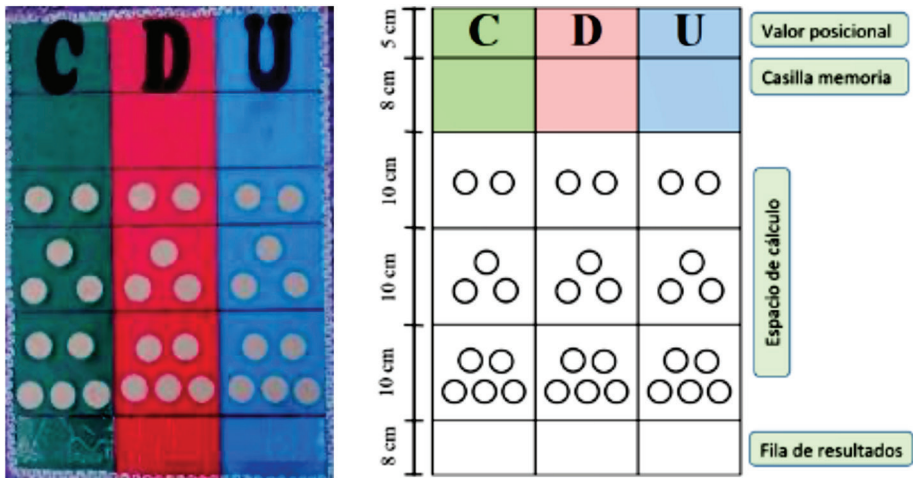 C D U
5 cm
C D U
Valor posicional
8 cm
Casilla memoria
10 cm
10 cm
10 cm
Espacio de cálculo
8 cm
Fila de resultados